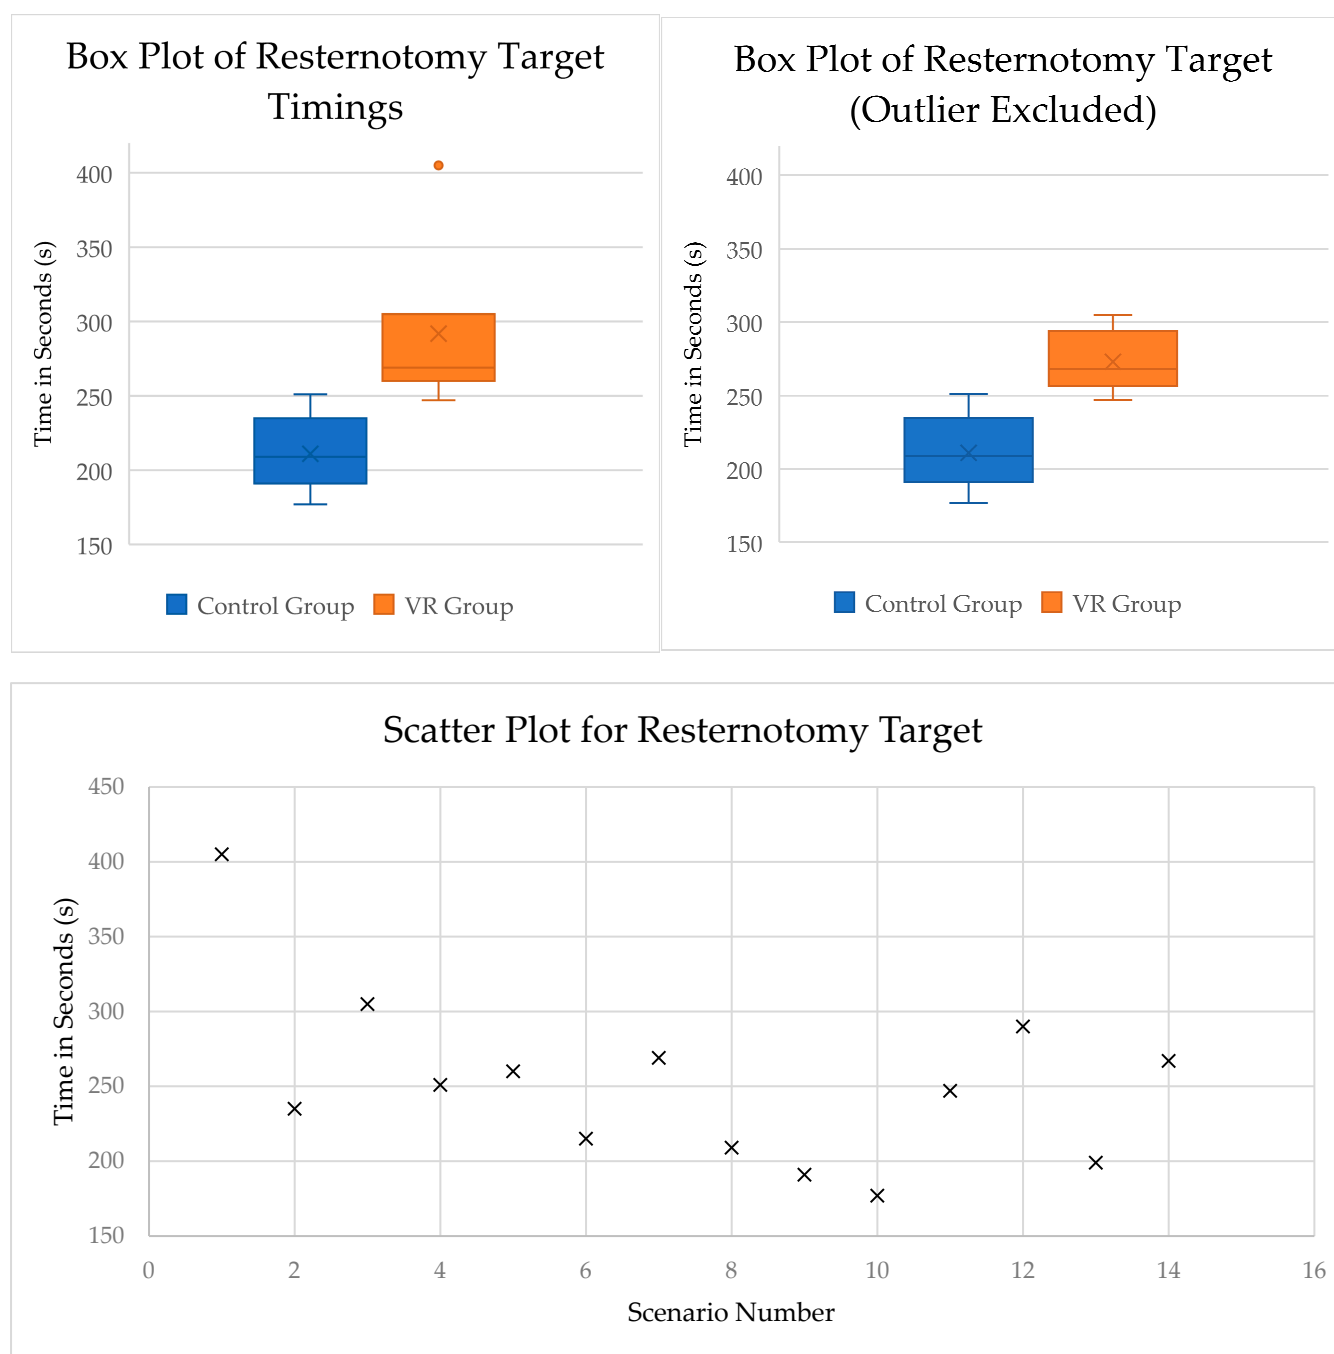 Box Plot of Resternotomy Target
Timings
Time in Seconds (s)
400
350
300
250
200
150
Control Group VR Group
Box Plot of Resternotomy Target
(Outlier Excluded)
Time in Seconds (s)
400
350
300
250
200
150
Control Group VR Group
Scatter Plot for Resternotomy Target
Time in Seconds (s)
450
400
350
300
250
200
150
0 2 4 6 8 10 12 14 16
Scenario Number